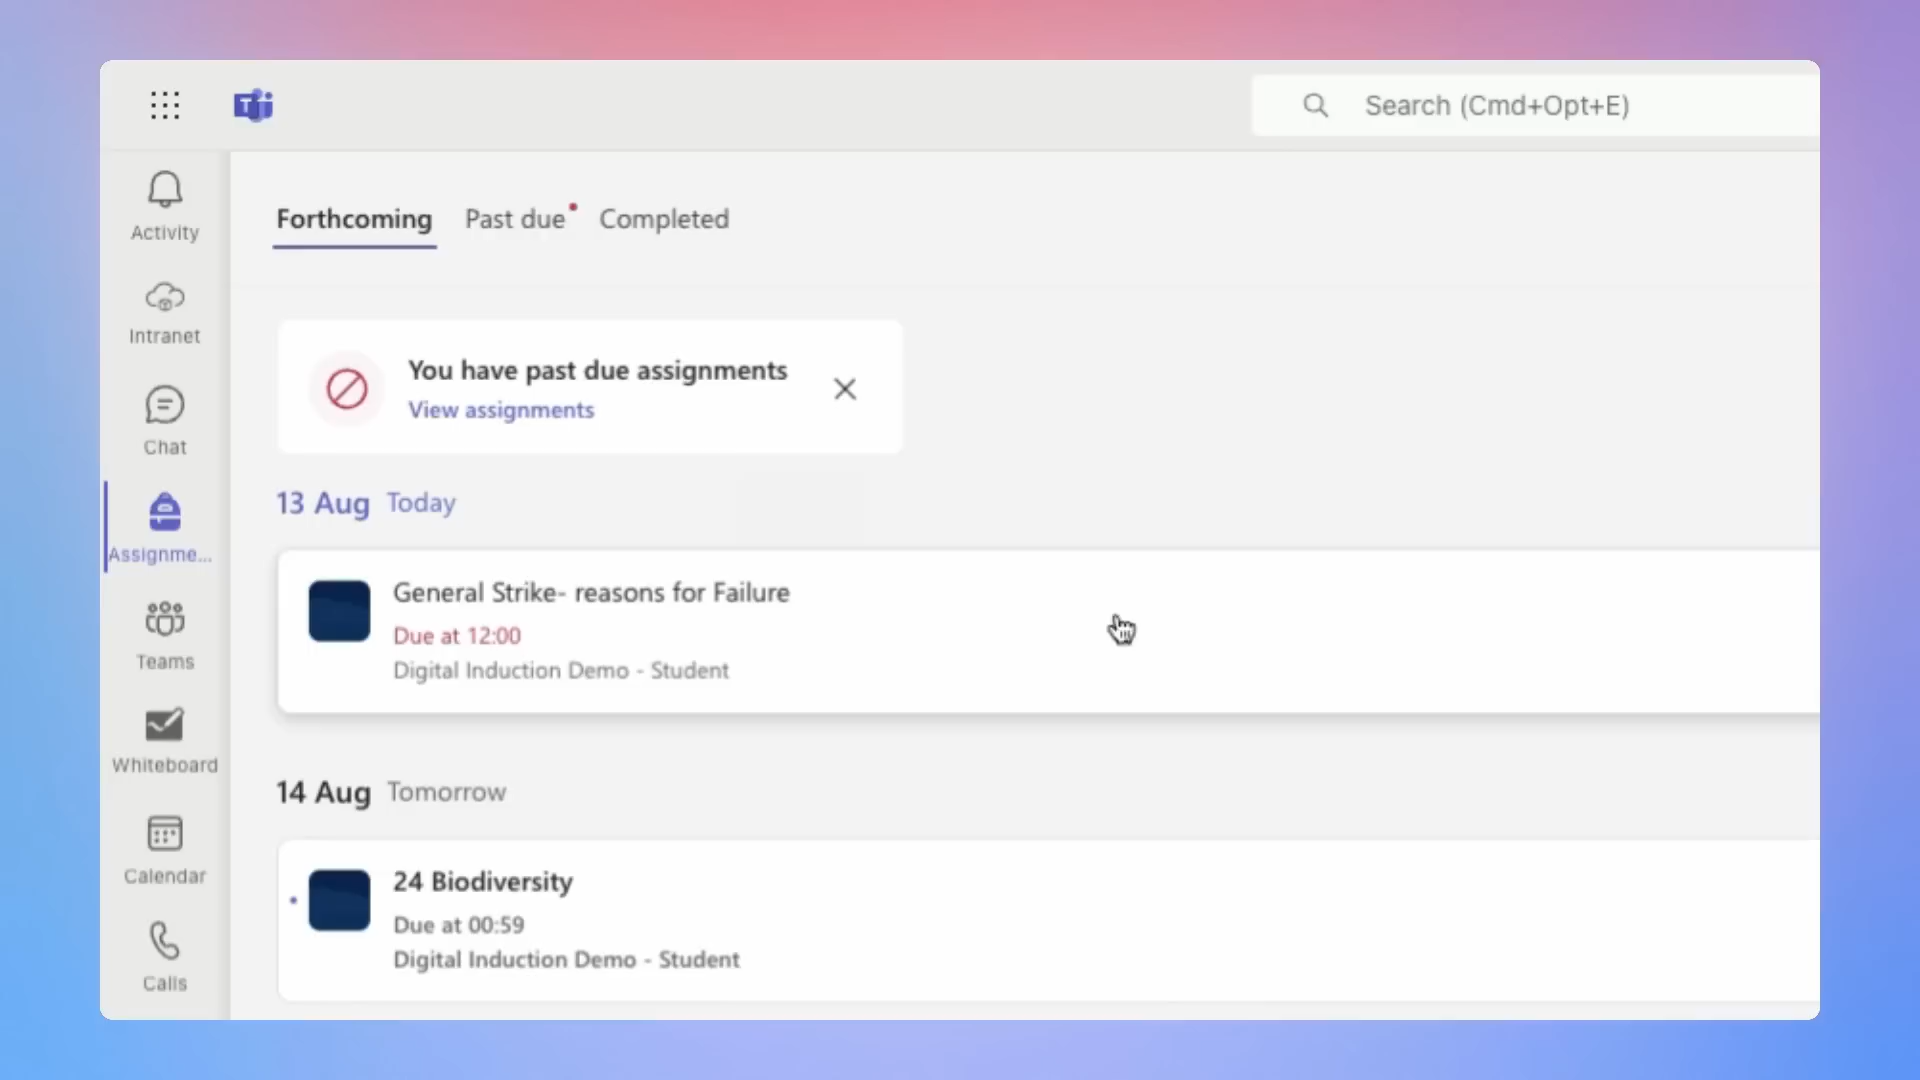 Search (Cmd+Opt+E)
Activity
Intranet
Chat
Assignme...
Teams
Whiteboard
Calendar
Calls
Forthcoming Past due Completed
You have past due assignments
View assignments
13 Aug Today
General Strike- reasons for Failure
Due at 12:00
Digital Induction Demo - Student
14 Aug Tomorrow
24 Biodiversity
Due at 00:59
Digital Induction Demo - Student